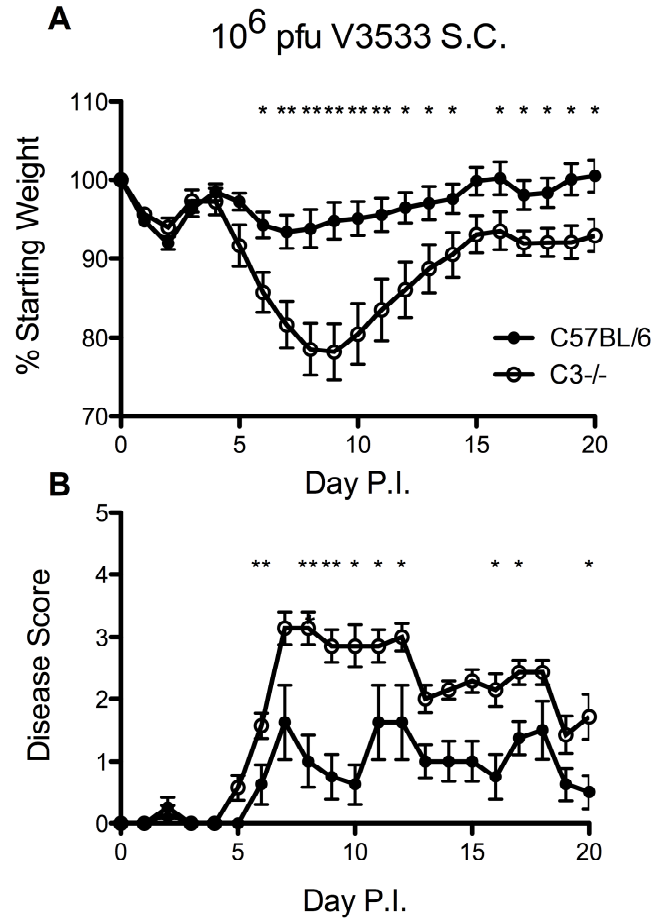 A
10⁶ pfu V3533 S.C.
110
* ** ** ** ** ** * * * * * * * *
100
90
80
70
% Starting Weight
C57BL/6
C3-/-
0 5 10 15 20
Day P.I.
B
5
** ** ** * * * * * *
4
3
2
1
0
Disease Score
0 5 10 15 20
Day P.I.